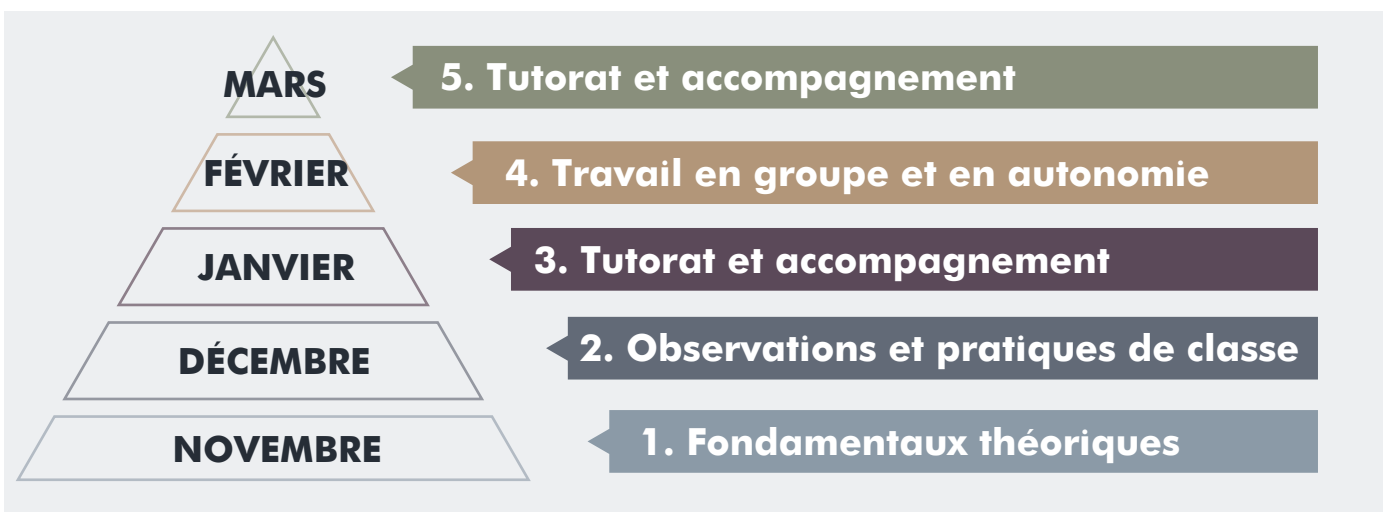 MARS
5. Tutorat et accompagnement
FÉVRIER
4. Travail en groupe et en autonomie
JANVIER
3. Tutorat et accompagnement
DÉCEMBRE
2. Observations et pratiques de classe
NOVEMBRE
1. Fondamentaux théoriques